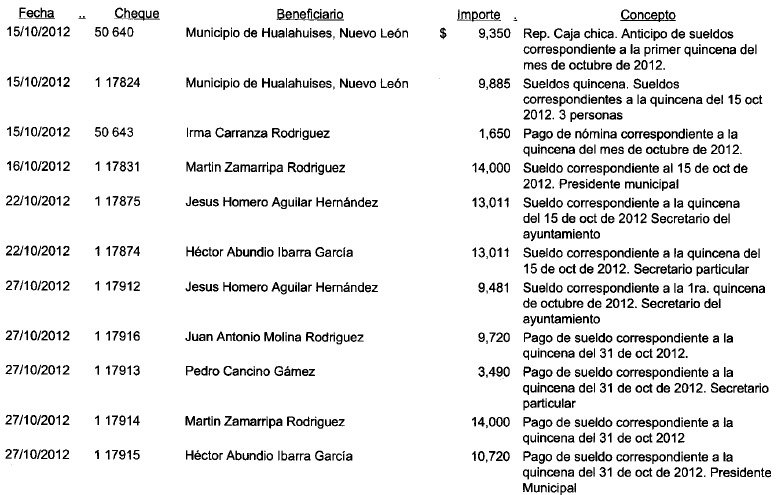 Fecha .. Cheque Beneficiario Importe . Concepto
15/10/2012 50 640 Municipio de Hualahuises, Nuevo León $ 9,350 Rep. Caja chica. Anticipo de sueldos
correspondiente a la primer quincena del
mes de octubre de 2012.
15/10/2012 1 17824 Municipio de Hualahuises, Nuevo León 9,885 Sueldos quincena. Sueldos
correspondientes a la quincena del 15 oct
2012. 3 personas
15/10/2012 50 643 Irma Carranza Rodriguez 1,650 Pago de nómina correspondiente a la
quincena del mes de octubre de 2012.
16/10/2012 1 17831 Martin Zamarripa Rodriguez 14,000 Sueldo correspondiente al 15 de oct de
2012. Presidente municipal
22/10/2012 1 17875 Jesus Homero Aguilar Hernández 13,011 Sueldo correspondiente a la quincena
del 15 de oct de 2012 Secretario del
ayuntamiento
22/10/2012 1 17874 Héctor Abundio Ibarra García 13,011 Sueldo correspondiente a la quincena del
15 de oct de 2012. Secretario particular
27/10/2012 1 17912 Jesus Homero Aguilar Hernández 9,481 Sueldo correspondiente a la 1ra. quincena
de octubre de 2012. Secretario del
ayuntamiento
27/10/2012 1 17916 Juan Antonio Molina Rodriguez 9,720 Pago de sueldo correspondiente a la
quincena del 31 de oct 2012.
27/10/2012 1 17913 Pedro Cancino Gámez 3,490 Pago de sueldo correspondiente a la
quincena del 31 de oct de 2012. Secretario
particular
27/10/2012 1 17914 Martin Zamarripa Rodriguez 14,000 Pago de sueldo correspondiente a la
quincena del 31 de oct 2012
27/10/2012 1 17915 Héctor Abundio Ibarra García 10,720 Pago de sueldo correspondiente a la
quincena del 31 de oct de 2012. Presidente
Municipal